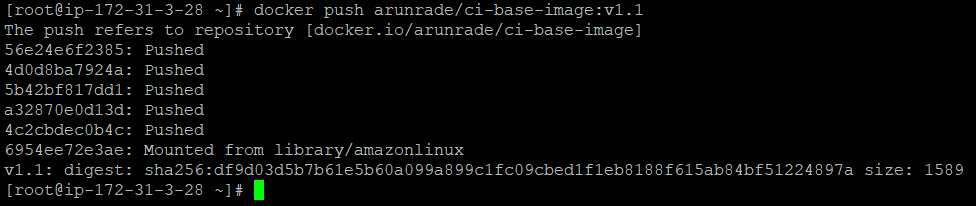 [root@ip-172-31-3-28 ~]# docker push arunrade/ci-base-image:v1.1
The push refers to repository [docker.io/arunrade/ci-base-image]
56e24e6f2385: Pushed
4d0d8ba7924a: Pushed
5b42bf817dd1: Pushed
a32870e0d13d: Pushed
4c2cbdec0b4c: Pushed
6954ee72e3ae: Mounted from library/amazonlinux
v1.1: digest: sha256:df9d03d5b7b61e5b60a099a899c1fc09cbed1f1eb8188f615ab84bf51224897a size: 1589
[root@ip-172-31-3-28 ~]#